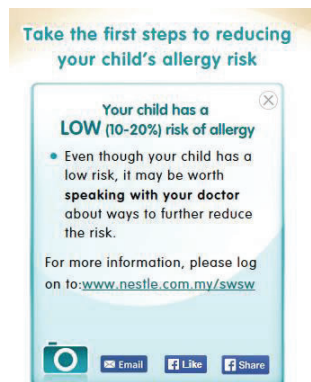 Take the first steps to reducing
your child's allergy risk
Your child has a
LOW (10-20%) risk of allergy
• Even though your child has a
low risk, it may be worth
speaking with your doctor
about ways to further reduce
the risk.
For more information, please log
on to:www.nestle.com.my/swsw
Email Like Share